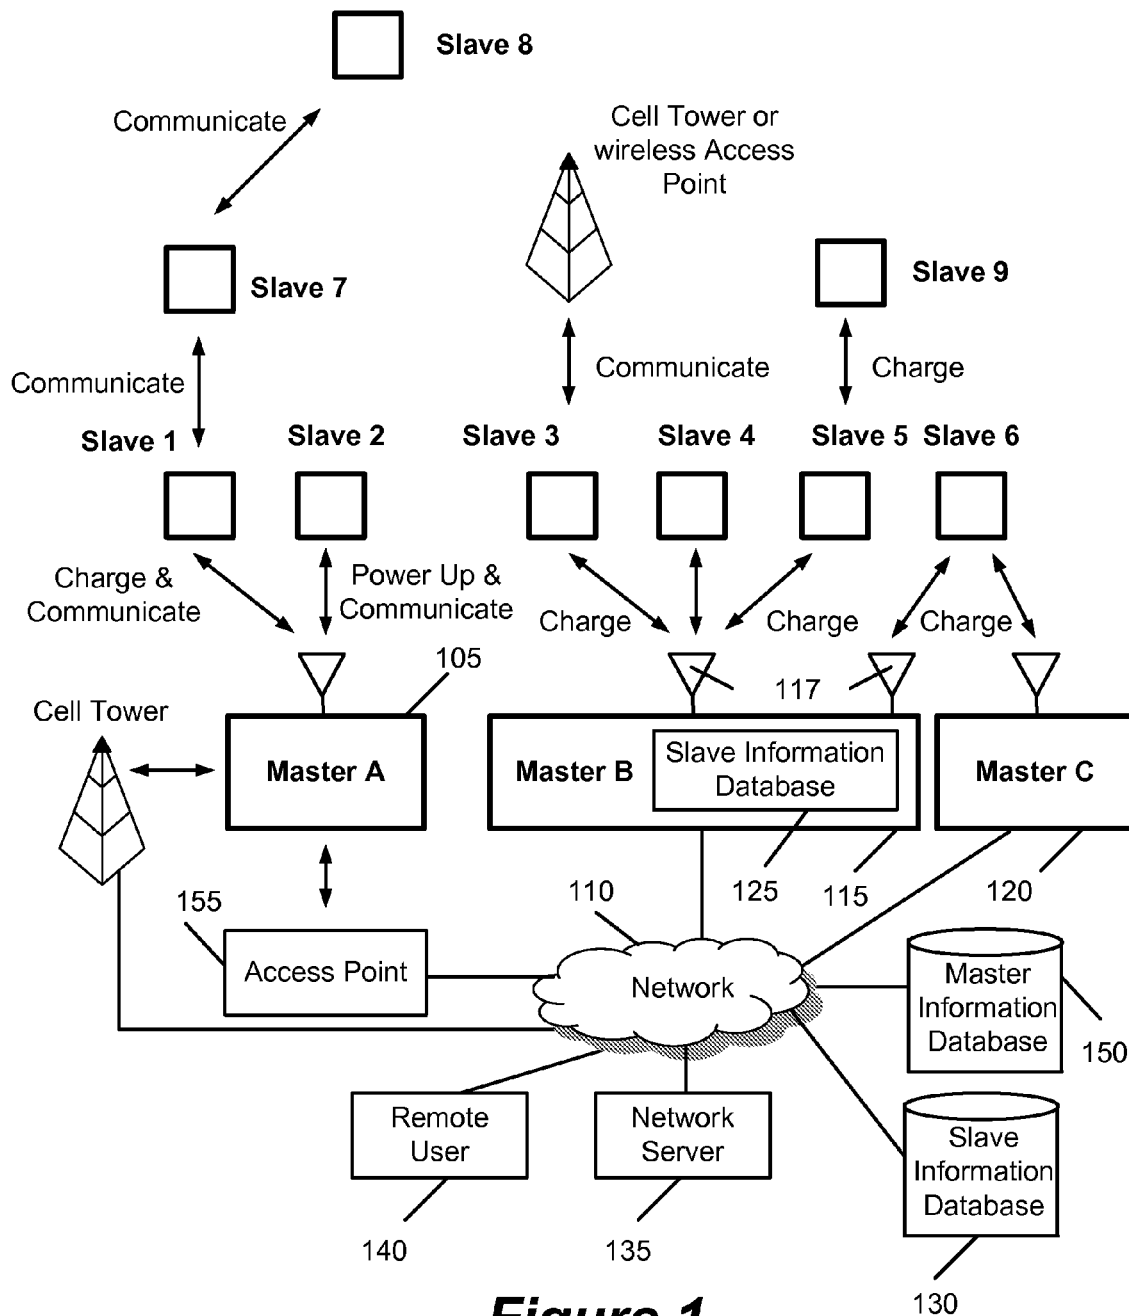 Slave 8
Communicate
Cell Tower or
wireless Access
Point
Slave 7
Slave 9
Communicate
Communicate
Charge
Slave 1
Slave 2
Slave 3
Slave 4
Slave 5
Slave 6
Charge &
Communicate
Power Up &
Communicate
Charge
Charge
Charge
105
117
Cell Tower
Master A
Master B
Slave Information
Database
Master C
155
110
125
115
120
Access Point
Network
Master
Information
Database
150
Remote
User
Network
Server
Slave
Information
Database
140
135
130
Figure 1